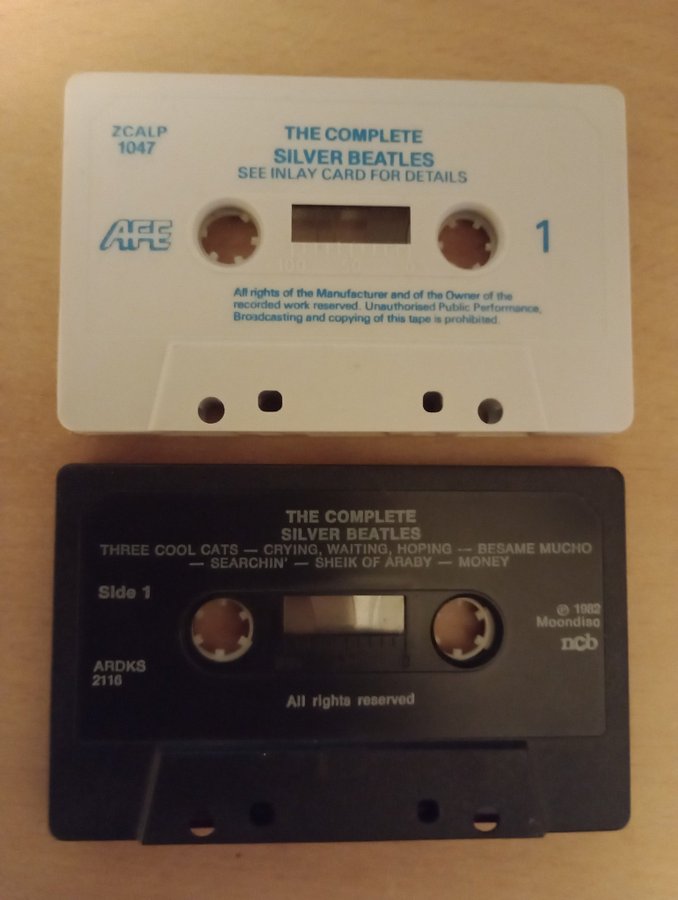 ZCALP
1047
THE COMPLETE
SILVER BEATLES
SEE INLAY CARD FOR DETAILS
AFE
1
All rights of the Manufacturer and of the Owner of the
recorded work reserved. Unauthorised Public Performance,
Broadcasting and copying of this tape is prohibited.
THE COMPLETE
SILVER BEATLES
THREE COOL CATS — CRYING, WAITING, HOPING — BESAME MUCHO
— SEARCHIN' — SHEIK OF ARABY — MONEY
Side 1
℗ 1982
Moondisc
ncb
ARDKS
2116
All rights reserved